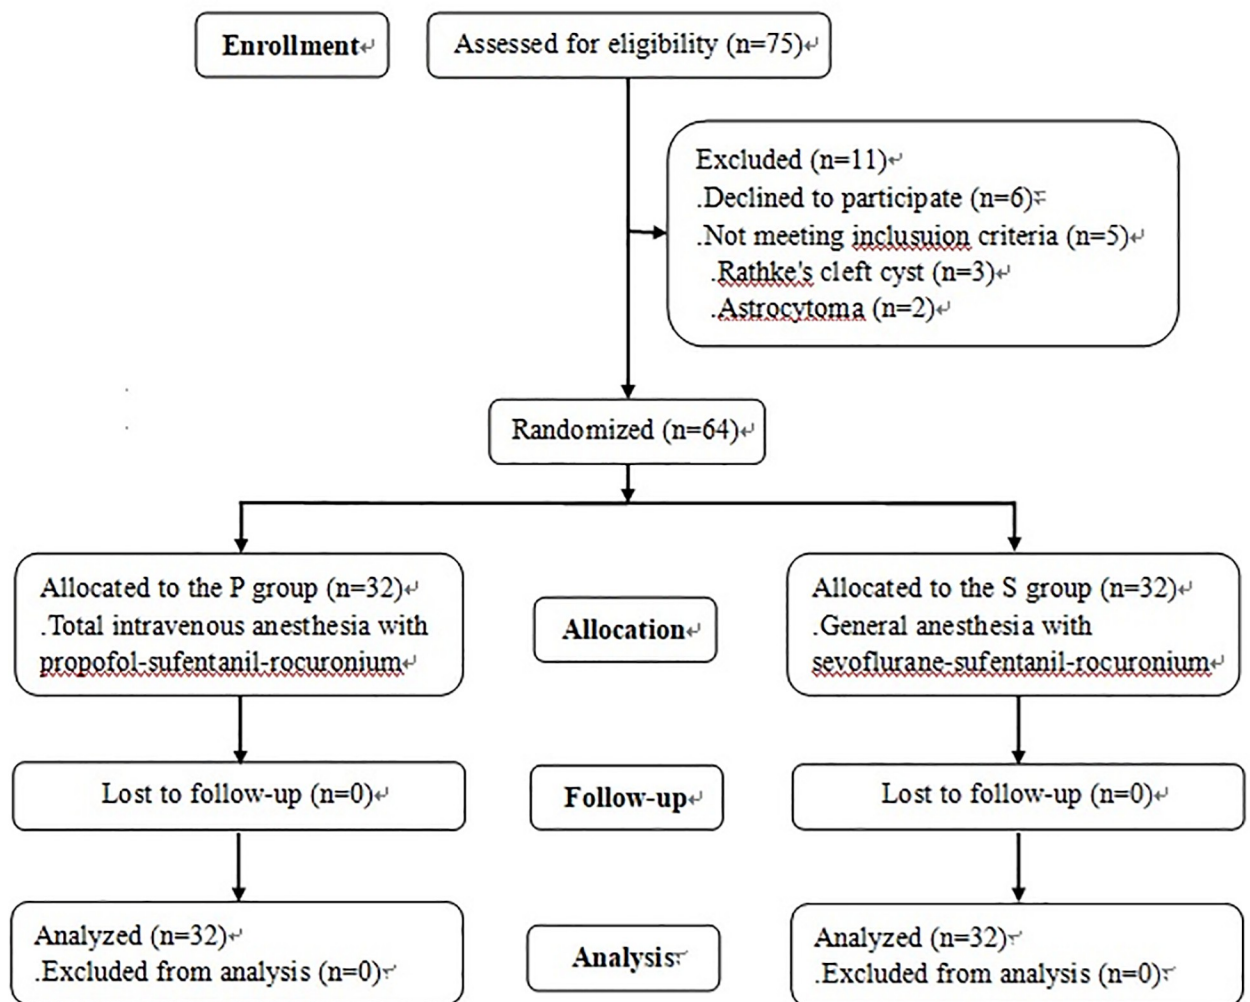 Enrollment
Assessed for eligibility (n=75)
Excluded (n=11)
.Declined to participate (n=6)
.Not meeting inclusuion criteria (n=5)
.Rathke's cleft cyst (n=3)
.Astrocytoma (n=2)
Randomized (n=64)
Allocated to the P group (n=32)
.Total intravenous anesthesia with
propofol-sufentanil-rocuronium
Allocation
Allocated to the S group (n=32)
.General anesthesia with
sevoflurane-sufentanil-rocuronium
Lost to follow-up (n=0)
Follow-up
Lost to follow-up (n=0)
Analyzed (n=32)
.Excluded from analysis (n=0)
Analysis
Analyzed (n=32)
.Excluded from analysis (n=0)